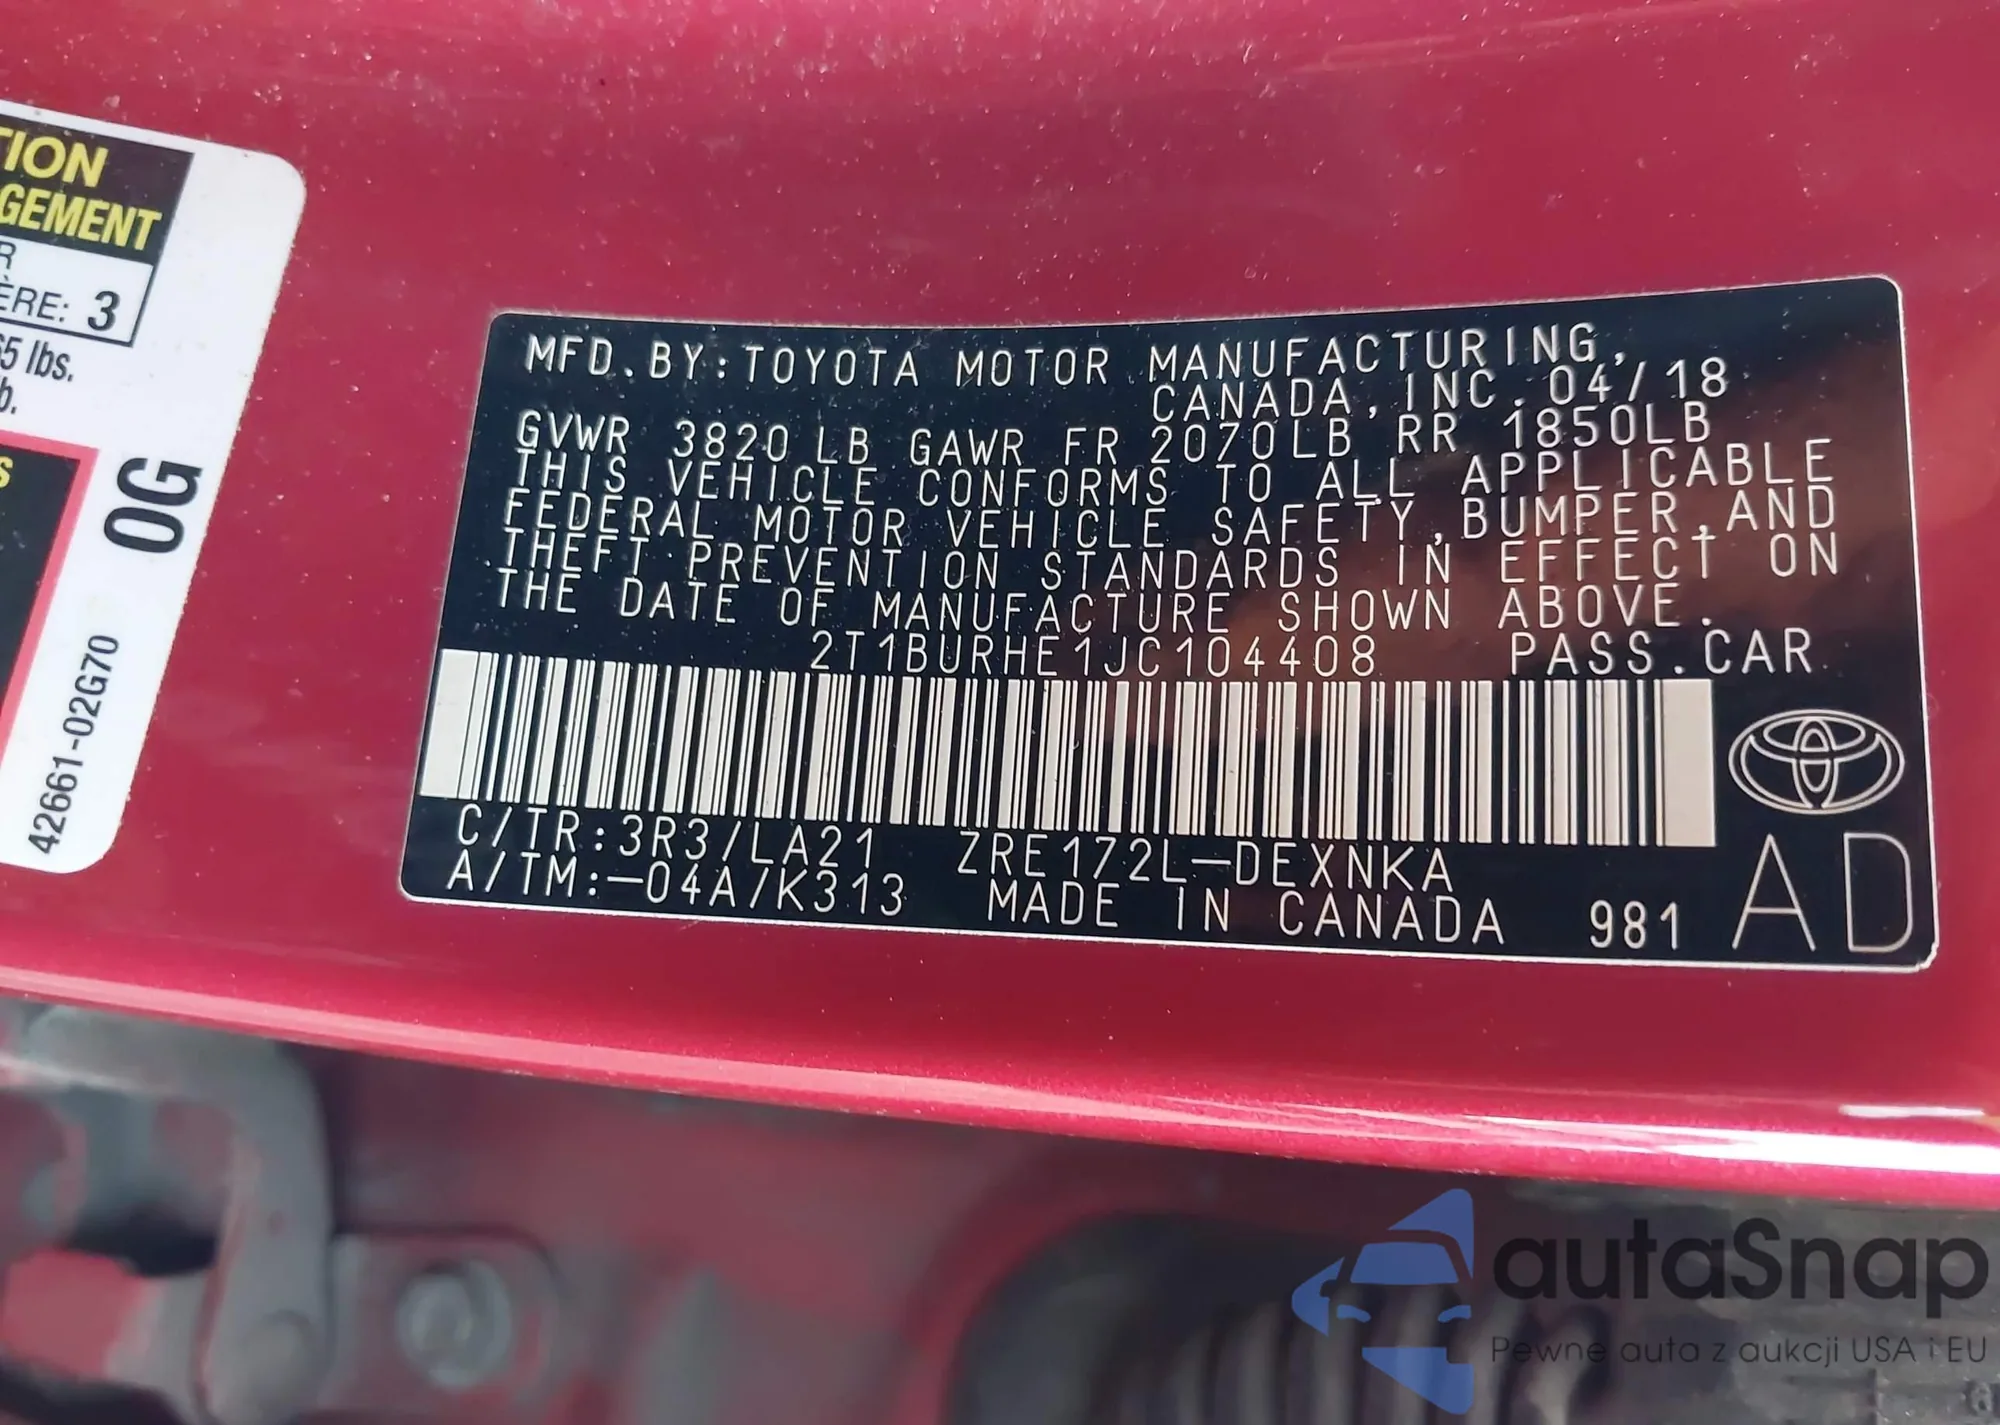 TION
GEMENT
R
ÈRE: 3
65 lbs.
b.
S
0G
42661-02G70
MFD.BY:TOYOTA MOTOR MANUFACTURING,
CANADA,INC.04/18
GVWR 3820LB GAWR FR 2070LB RR 1850LB
THIS VEHICLE CONFORMS TO ALL APPLICABLE
FEDERAL MOTOR VEHICLE SAFETY,BUMPER,AND
THEFT PREVENTION STANDARDS IN EFFECT ON
THE DATE OF MANUFACTURE SHOWN ABOVE.
2T1BURHE1JC104408 PASS.CAR
C/TR:3R3/LA21 ZRE172L-DEXNKA
A/TM:-04A/K313 MADE IN CANADA 981 AD
autaSnap
Pewne auta z aukcji USA i EU